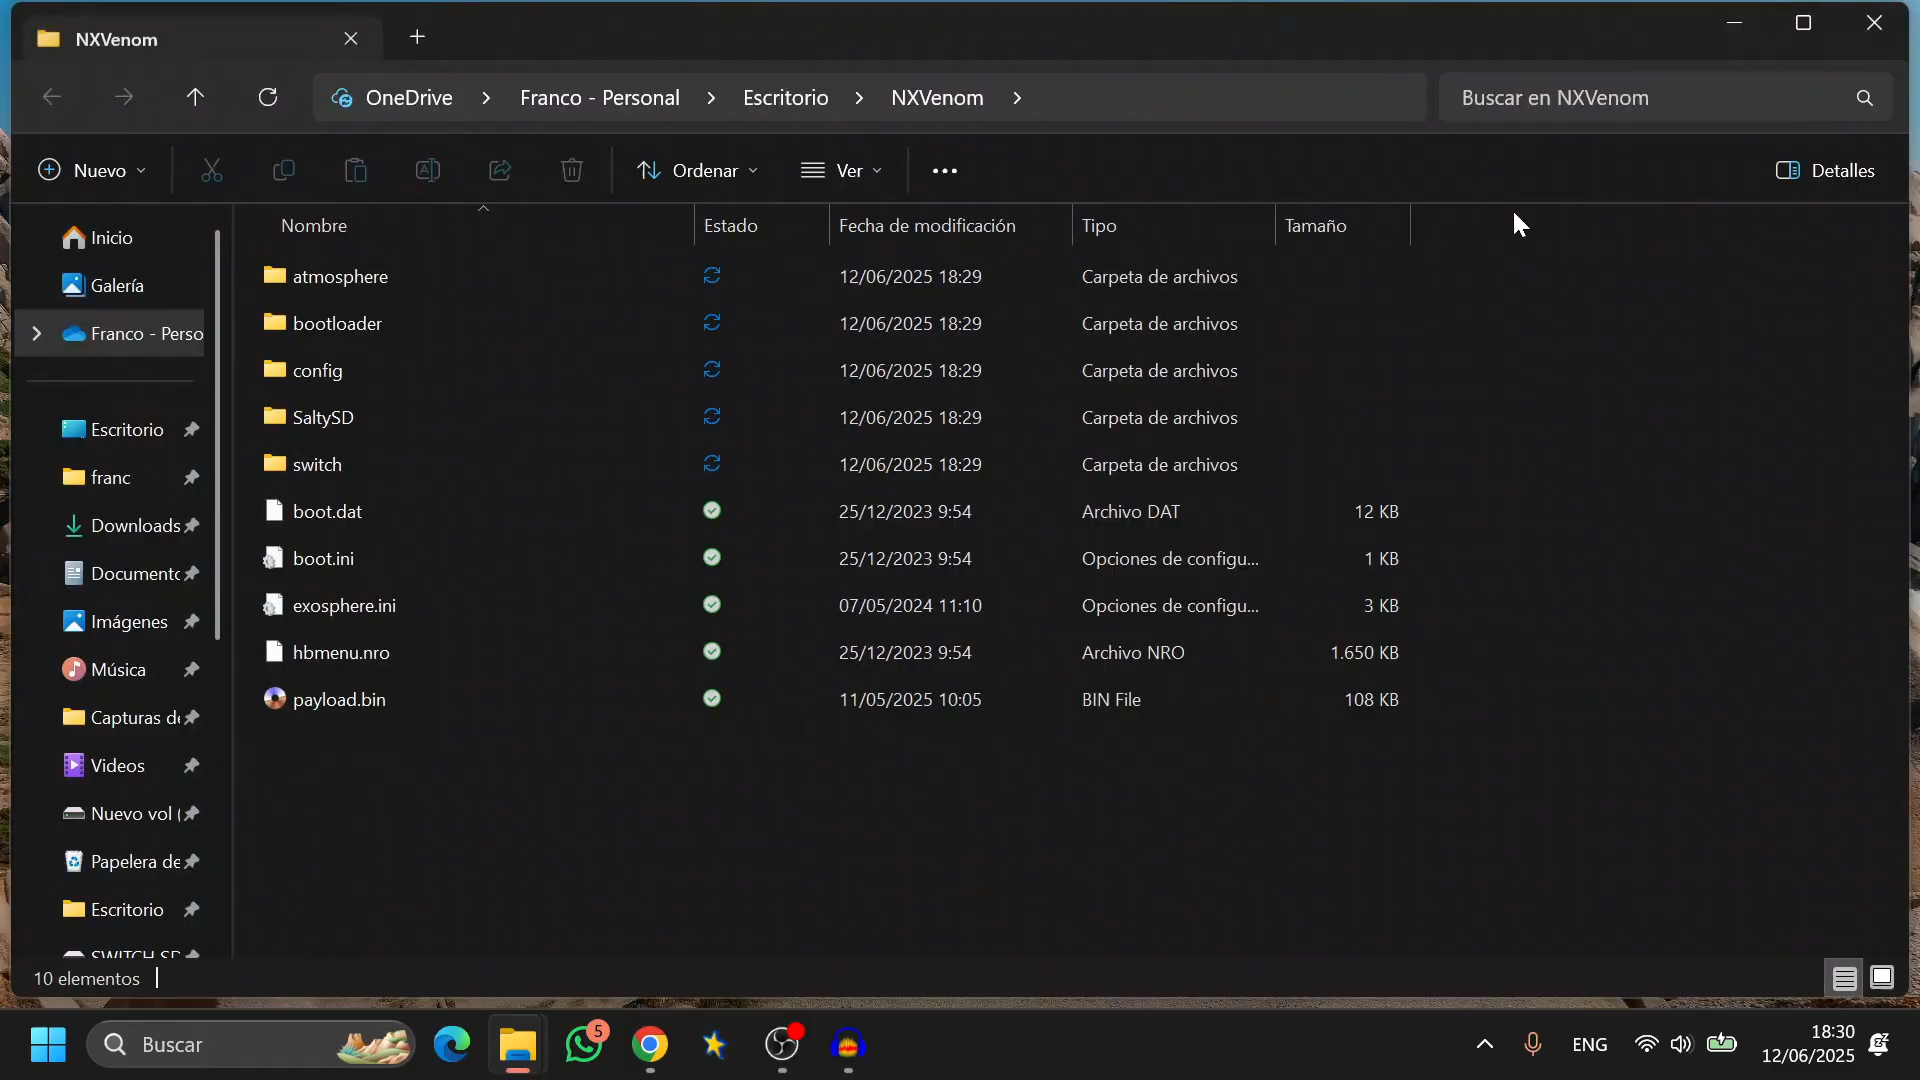 NXVenom
OneDrive > Franco - Personal > Escritorio > NXVenom >
Buscar en NXVenom
Nuevo
Ordenar
Ver
Detalles
Nombre Estado Fecha de modificación Tipo Tamaño
Inicio
Galería
Franco - Perso
Escritorio
franc
Downloads
Documento
Imágenes
Música
Capturas de
Videos
Nuevo vol (
Papelera de
Escritorio
SWITCH SD
atmosphere 12/06/2025 18:29 Carpeta de archivos
bootloader 12/06/2025 18:29 Carpeta de archivos
config 12/06/2025 18:29 Carpeta de archivos
SaltySD 12/06/2025 18:29 Carpeta de archivos
switch 12/06/2025 18:29 Carpeta de archivos
boot.dat 25/12/2023 9:54 Archivo DAT 12 KB
boot.ini 25/12/2023 9:54 Opciones de configu... 1 KB
exosphere.ini 07/05/2024 11:10 Opciones de configu... 3 KB
hbmenu.nro 25/12/2023 9:54 Archivo NRO 1.650 KB
payload.bin 11/05/2025 10:05 BIN File 108 KB
10 elementos
Buscar
5
ENG
18:30
12/06/2025